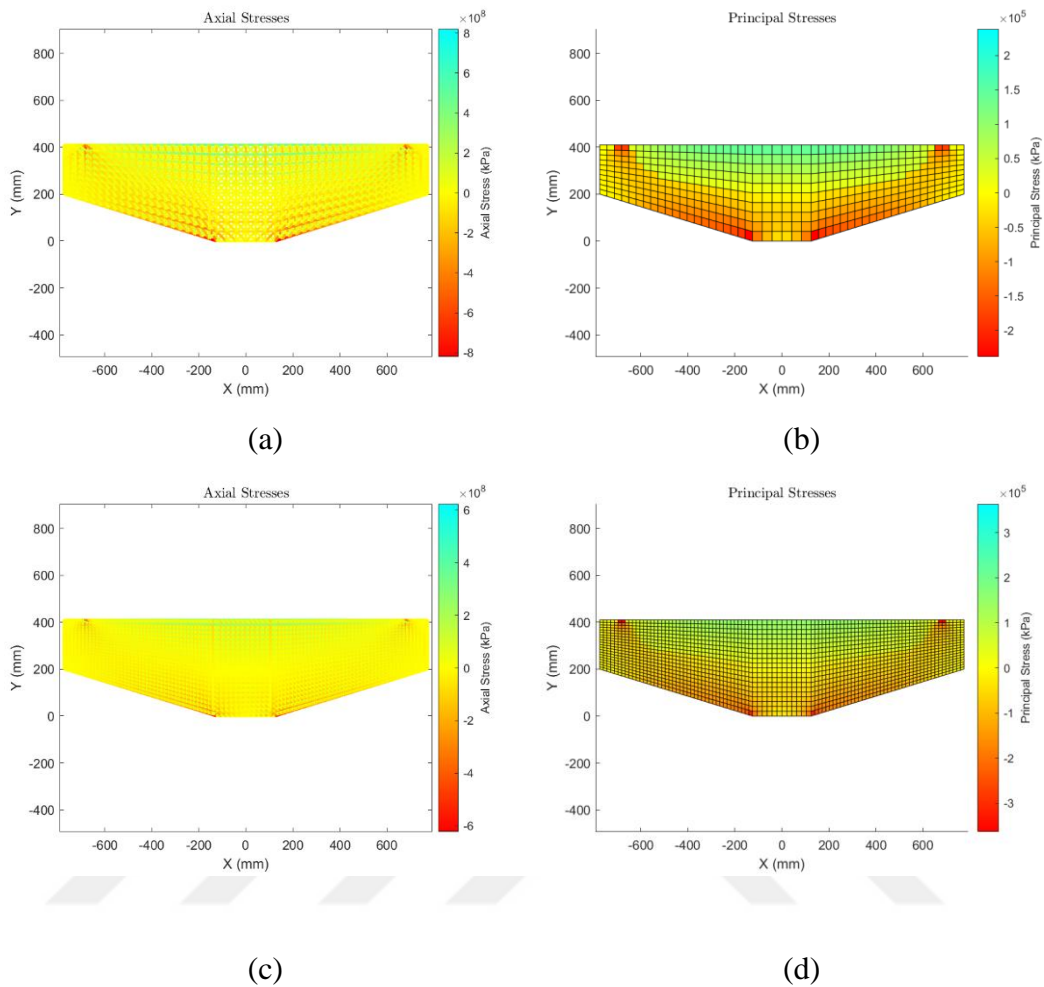 Axial Stresses
×10^8
800
600
400
200
0
-200
-400
Y (mm)
-600 -400 -200 0 200 400 600
X (mm)
8
6
4
2
0
-2
-4
-6
-8
Axial Stress (kPa)
(a)
Principal Stresses
×10^5
800
600
400
200
0
-200
-400
Y (mm)
-600 -400 -200 0 200 400 600
X (mm)
2
1.5
1
0.5
0
-0.5
-1
-1.5
-2
Principal Stress (kPa)
(b)
Axial Stresses
×10^8
800
600
400
200
0
-200
-400
Y (mm)
-600 -400 -200 0 200 400 600
X (mm)
6
4
2
0
-2
-4
-6
Axial Stress (kPa)
(c)
Principal Stresses
×10^5
800
600
400
200
0
-200
-400
Y (mm)
-600 -400 -200 0 200 400 600
X (mm)
3
2
1
0
-1
-2
-3
Principal Stress (kPa)
(d)